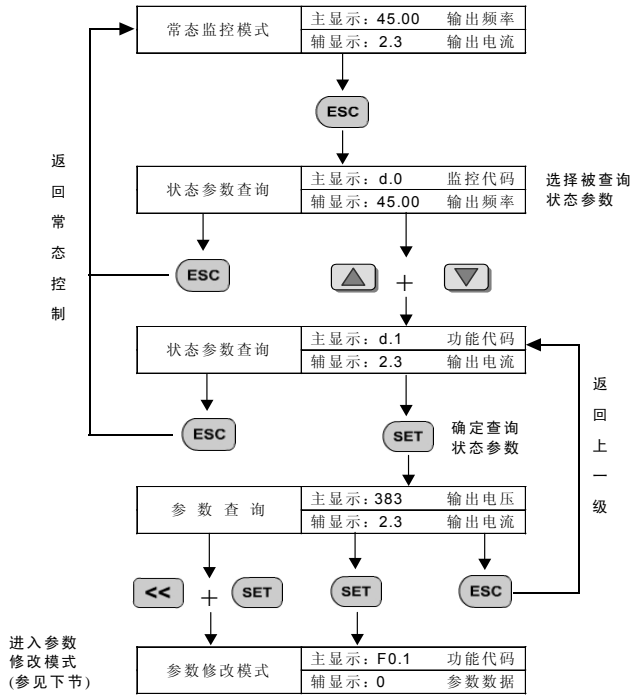 常态监控模式
主显示：45.00 输出频率
辅显示：2.3 输出电流
ESC
返回常态控制
状态参数查询
主显示：d.0 监控代码
辅显示：45.00 输出频率
选择被查询
状态参数
ESC
+
状态参数查询
主显示：d.1 功能代码
辅显示：2.3 输出电流
返回上一级
ESC
SET
确定查询
状态参数
参数查询
主显示：383 输出电压
辅显示：2.3 输出电流
<< + SET
SET
ESC
进入参数
修改模式
(参见下节)
参数修改模式
主显示：F0.1 功能代码
辅显示：0 参数数据